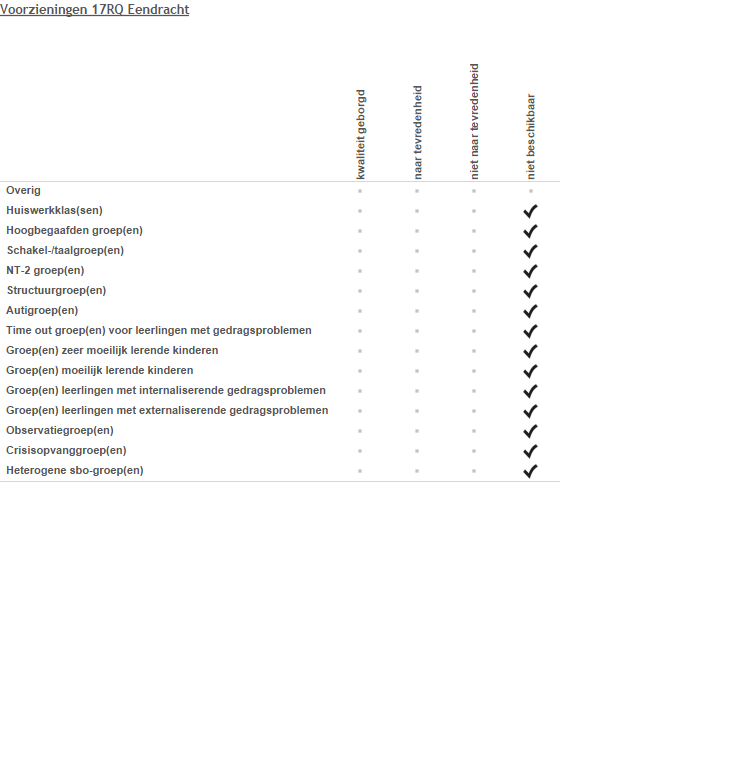 Voorzieningen 17RQ Eendracht
kwaliteit geborgd
naar tevredenheid
niet naar tevredenheid
niet beschikbaar
Overig
Huiswerkklas(sen)
Hoogbegaafden groep(en)
Schakel-/taalgroep(en)
NT-2 groep(en)
Structuurgroep(en)
Autigroep(en)
Time out groep(en) voor leerlingen met gedragsproblemen
Groep(en) zeer moeilijk lerende kinderen
Groep(en) moeilijk lerende kinderen
Groep(en) leerlingen met internaliserende gedragsproblemen
Groep(en) leerlingen met externaliserende gedragsproblemen
Observatiegroep(en)
Crisisopvanggroep(en)
Heterogene sbo-groep(en)